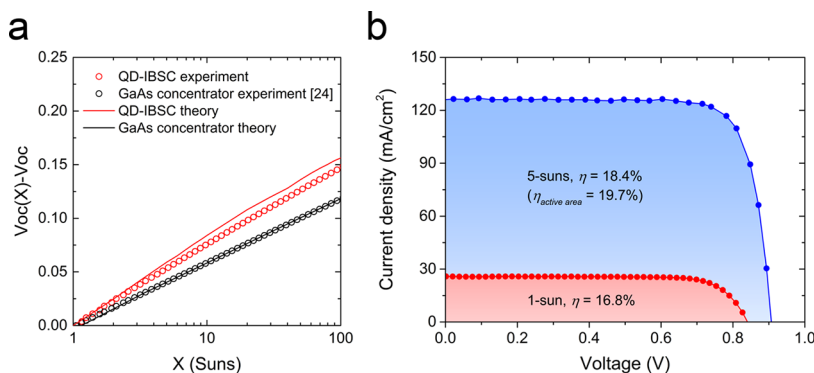 a
0.25
0.20
0.15
0.10
0.05
0.00
Voc(X)-Voc
QD-IBSC experiment
GaAs concentrator experiment [24]
QD-IBSC theory
GaAs concentrator theory
1
10
100
X (Suns)
b
150
120
90
60
30
0
Current density (mA/cm²)
5-suns, η = 18.4%
(ηactive area = 19.7%)
1-sun, η = 16.8%
0.0
0.2
0.4
0.6
0.8
1.0
Voltage (V)